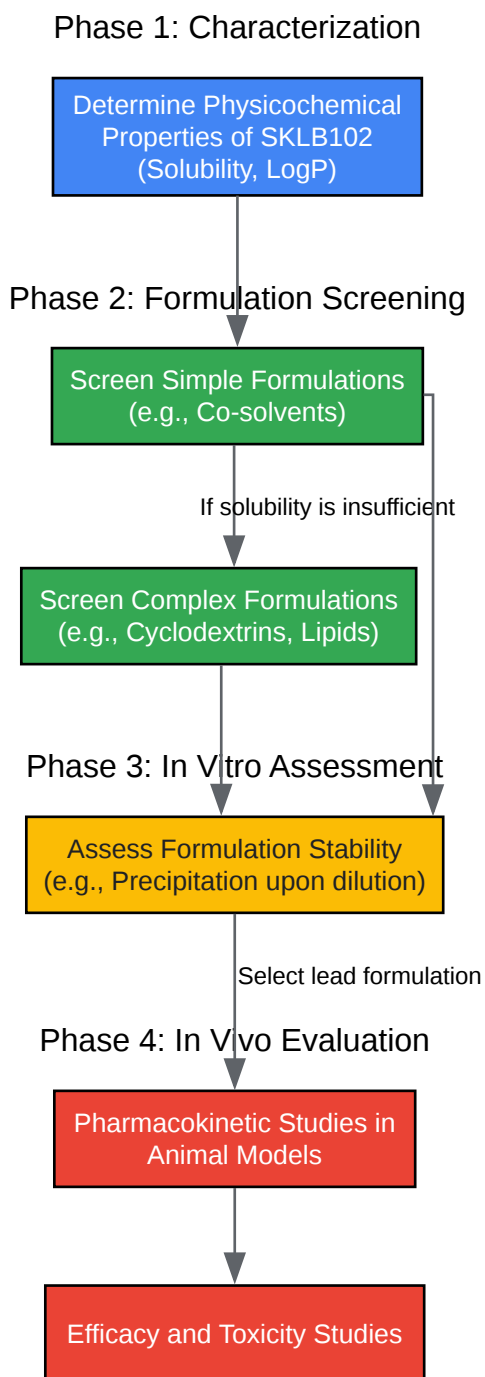 Phase 1: Characterization
Determine Physicochemical
Properties of SKLB102
(Solubility, LogP)
Phase 2: Formulation Screening
Screen Simple Formulations
(e.g., Co-solvents)
If solubility is insufficient
Screen Complex Formulations
(e.g., Cyclodextrins, Lipids)
Phase 3: In Vitro Assessment
Assess Formulation Stability
(e.g., Precipitation upon dilution)
Select lead formulation
Phase 4: In Vivo Evaluation
Pharmacokinetic Studies in
Animal Models
Efficacy and Toxicity Studies